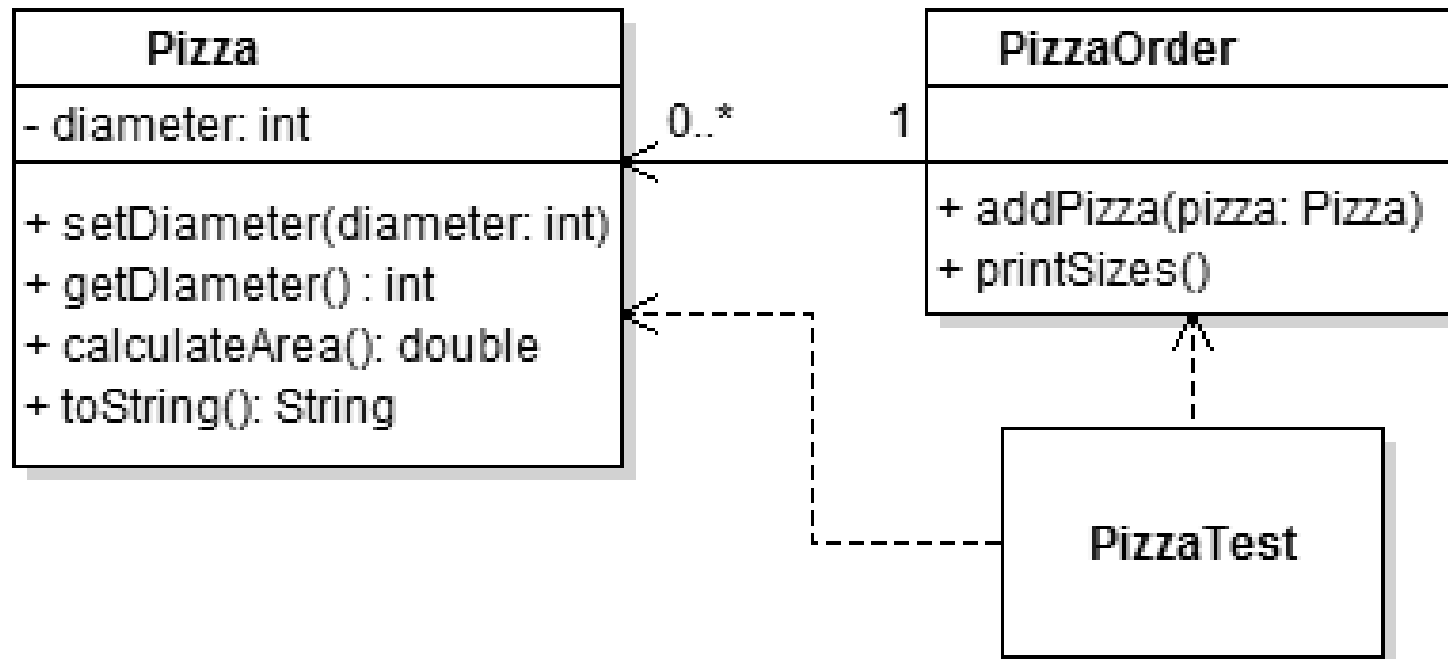 Pizza
- diameter: int
+ setDiameter(diameter: int)
+ getDIameter() : int
+ calculateArea(): double
+ toString(): String
0..*
1
PizzaOrder
+ addPizza(pizza: Pizza)
+ printSizes()
PizzaTest